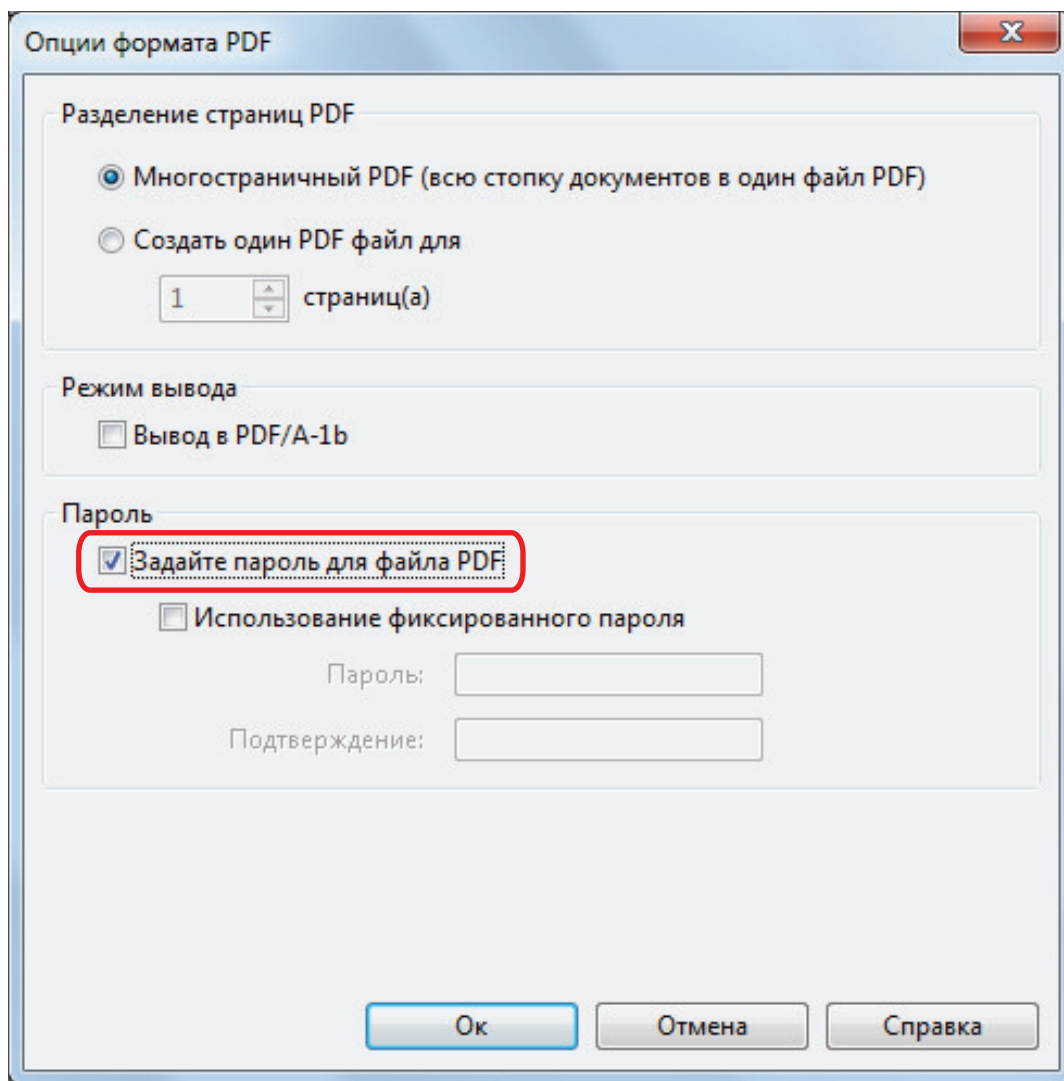 Опции формата PDF
Разделение страниц PDF
Многостраничный PDF (всю стопку документов в один файл PDF)
Создать один PDF файл для
1 страниц(а)
Режим вывода
Вывод в PDF/A-1b
Пароль
Задайте пароль для файла PDF
Использование фиксированного пароля
Пароль:
Подтверждение:
Ок Отмена Справка